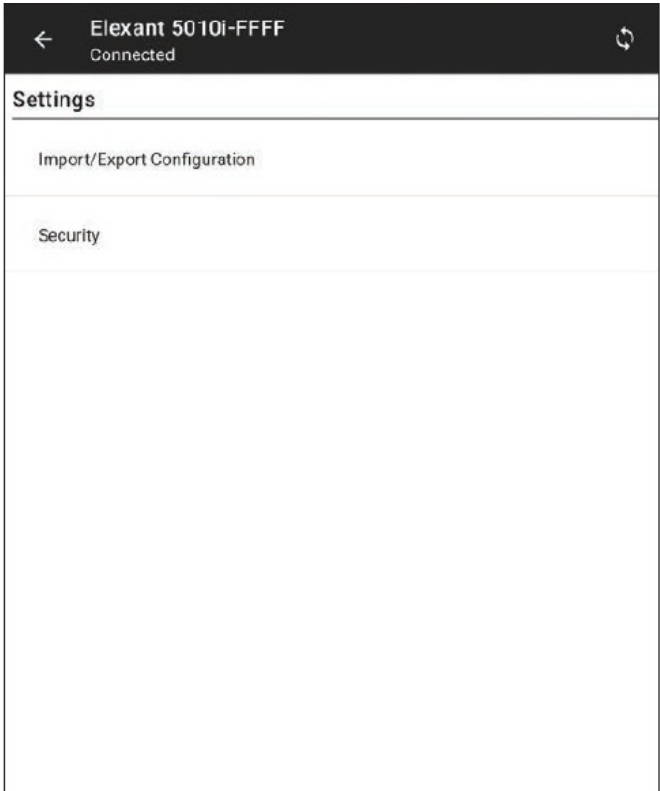 Elexant 5010i-FFFF
Connected
Settings
Import/Export Configuration
Security